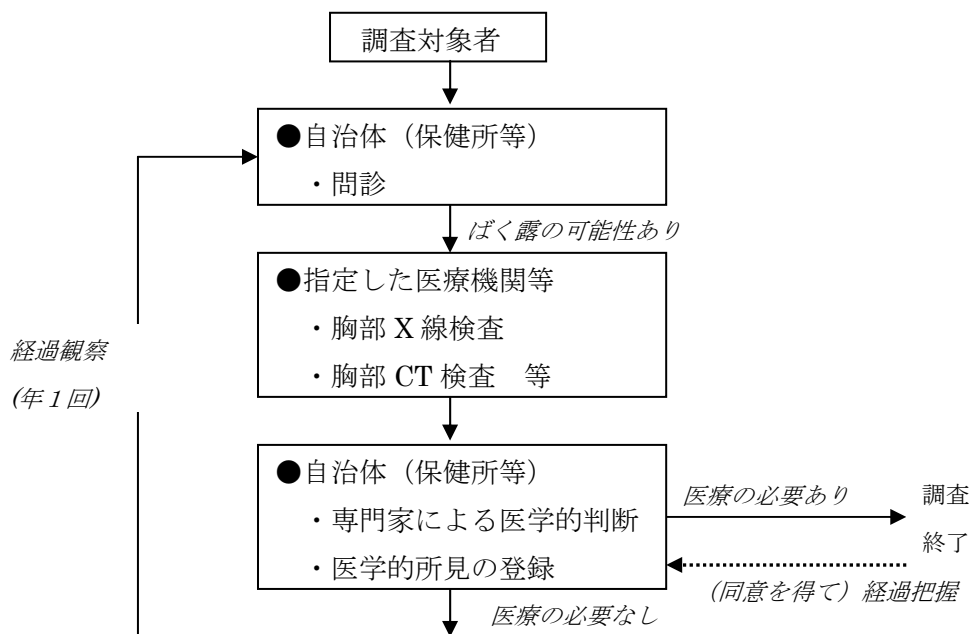 調査対象者
●自治体（保健所等）
・問診
ばく露の可能性あり
●指定した医療機関等
・胸部 X 線検査
・胸部 CT 検査　等
経過観察
(年１回)
●自治体（保健所等）
・専門家による医学的判断
・医学的所見の登録
医療の必要あり
調査
終了
（同意を得て）経過把握
医療の必要なし